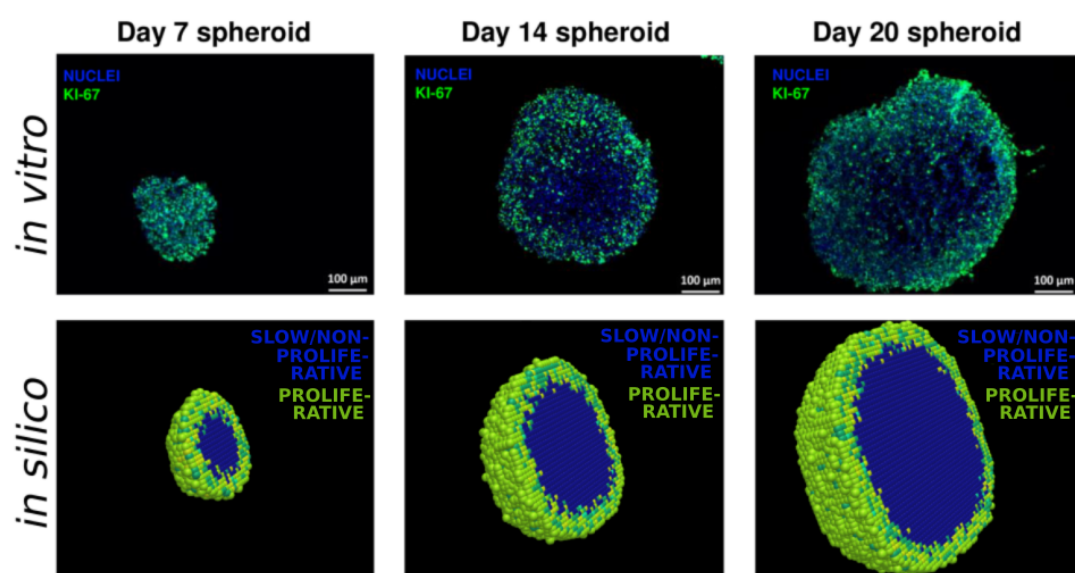 Day 7 spheroid
Day 14 spheroid
Day 20 spheroid
in vitro
NUCLEI
KI-67
100 µm
NUCLEI
KI-67
100 µm
NUCLEI
KI-67
100 µm
in silico
SLOW/NON-
PROLIFE-
RATIVE
PROLIFE-
RATIVE
SLOW/NON-
PROLIFE-
RATIVE
PROLIFE-
RATIVE
SLOW/NON-
PROLIFE-
RATIVE
PROLIFE-
RATIVE